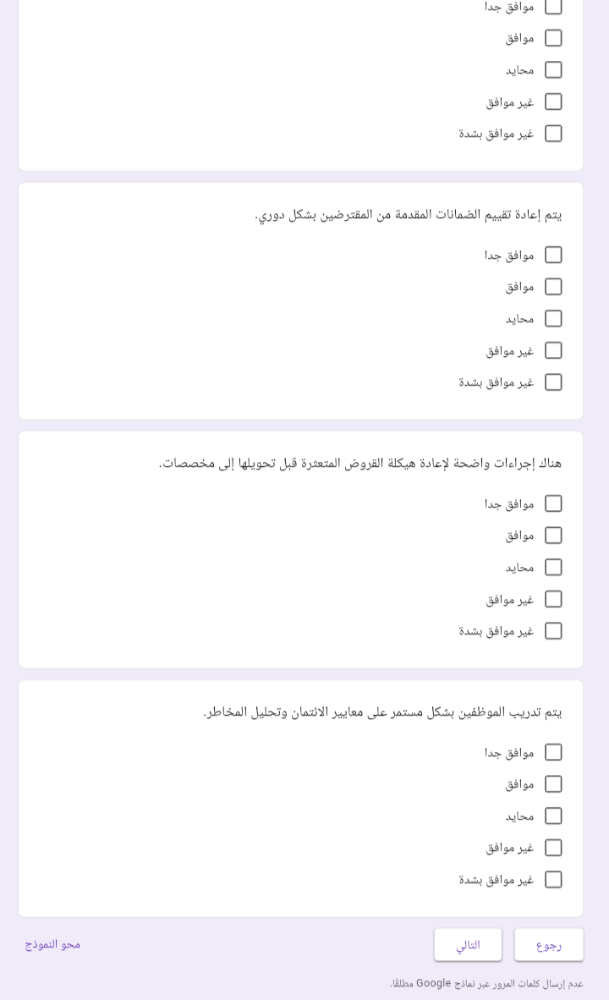 موافق جدا
موافق
محايد
غير موافق
غير موافق بشدة
يتم إعادة تقييم الضمانات المقدمة من المقترضين بشكل دوري.
موافق جدا
موافق
محايد
غير موافق
غير موافق بشدة
هناك إجراءات واضحة لإعادة هيكلة القروض المتعثرة قبل تحويلها إلى مخصصات.
موافق جدا
موافق
محايد
غير موافق
غير موافق بشدة
يتم تدريب الموظفين بشكل مستمر على معايير الائتمان وتحليل المخاطر.
موافق جدا
موافق
محايد
غير موافق
غير موافق بشدة
رجوع التالي محو النموذج
عدم إرسال كلمات المرور عبر نماذج Google مطلقًا.